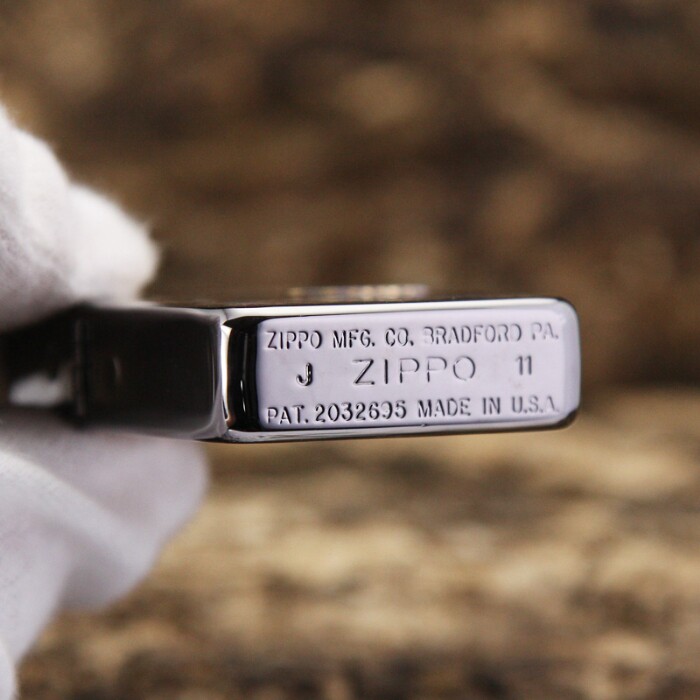 ZIPPO MFG. CO. BRADFORD PA.
J ZIPPO 11
PAT. 2032695 MADE IN U.S.A.